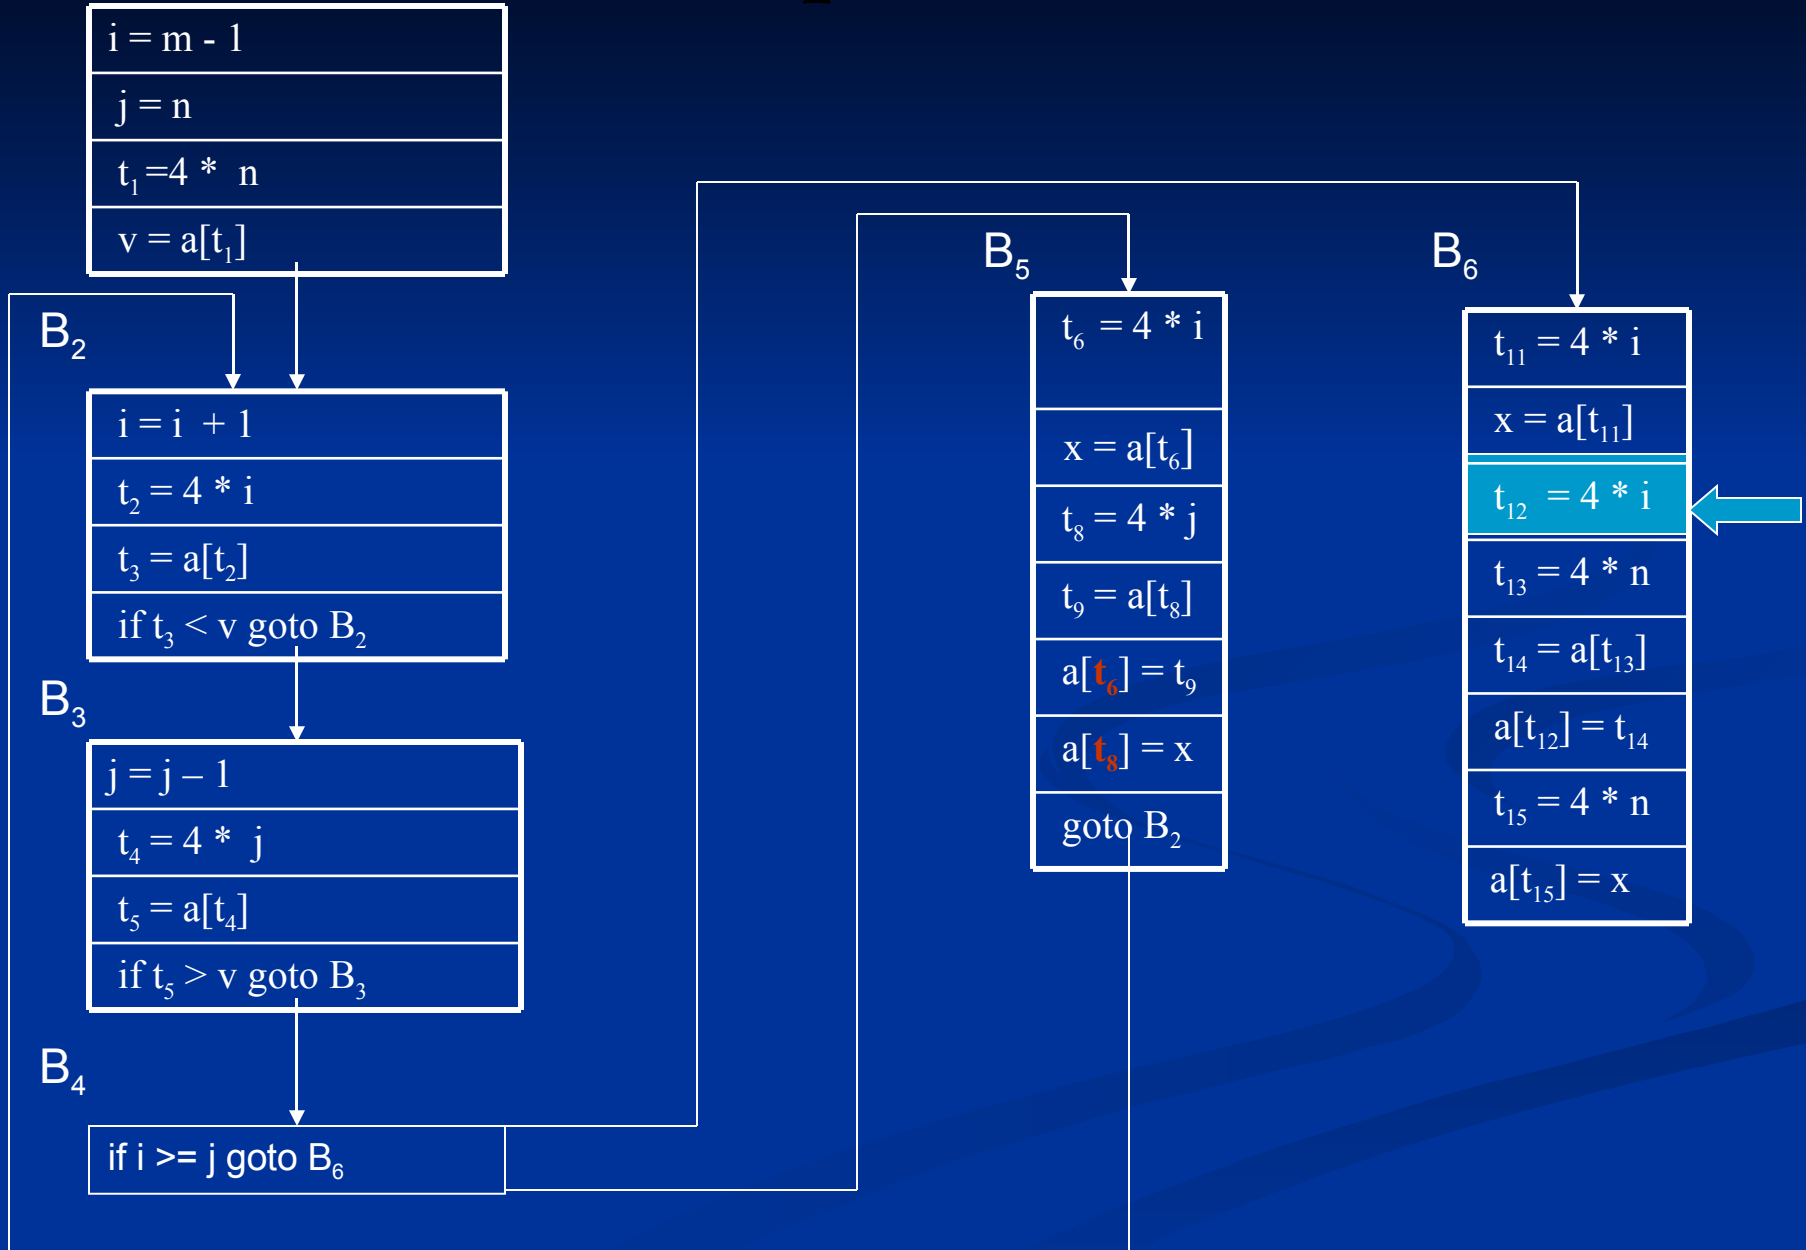 i = m - 1
j = n
t₁=4 * n
v = a[t₁]
B₂
i = i + 1
t₂ = 4 * i
t₃ = a[t₂]
if t₃ < v goto B₂
B₃
j = j – 1
t₄ = 4 * j
t₅ = a[t₄]
if t₅ > v goto B₃
B₄
if i >= j goto B₆
B₅
t₆ = 4 * i
x = a[t₆]
t₈ = 4 * j
t₉ = a[t₈]
a[t₆] = t₉
a[t₈] = x
goto B₂
B₆
t₁₁ = 4 * i
x = a[t₁₁]
t₁₂ = 4 * i
t₁₃ = 4 * n
t₁₄ = a[t₁₃]
a[t₁₂] = t₁₄
t₁₅ = 4 * n
a[t₁₅] = x